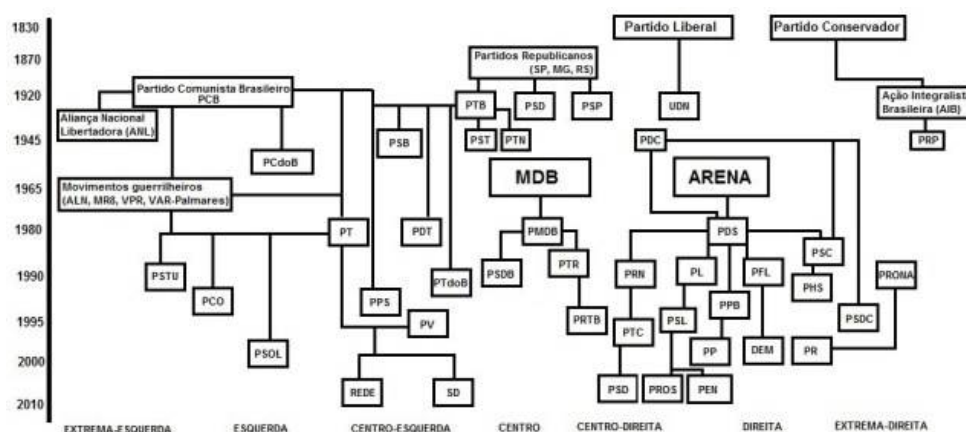 1830
Partido Liberal
Partido Conservador
1870
Partidos Republicanos
(SP, MG, RS)
Partido Comunista Brasileiro
PCB
1920
PTB
PSD
PSP
UDN
Ação Integralist
Brasileira (AIB)
Aliança Nacional
Libertadora (ANL)
1945
PSB
PST
PTN
PDC
PRP
PCdoB
MDB
ARENA
1965
Movimentos guerrilheiros
(ALN, MR8, VPR, VAR-Palmares)
1980
PT
PDT
PMDB
PDS
PSC
1990
PSTU
PCO
PTdoB
PSDB
PTR
PRN
PL
PFL
PHS
PRONA
PPS
PV
PRTB
PTC
PSL
PPB
PSDC
1995
PSOL
PP
DEM
PR
2000
REDE
SD
PSD
PROS
PEN
2010
EXTREMA-ESQUERDA
ESQUERDA
CENTRO-ESQUERDA
CENTRO
CENTRO-DIREITA
DIREITA
EXTREMA-DIREITA